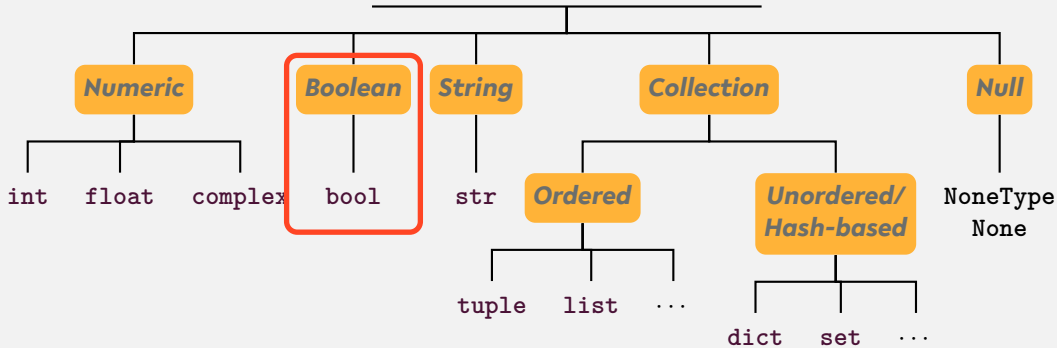 Numeric
Boolean
String
Collection
Null
int
float
complex
bool
str
Ordered
Unordered/
Hash-based
NoneType
None
tuple
list
...
dict
set
...